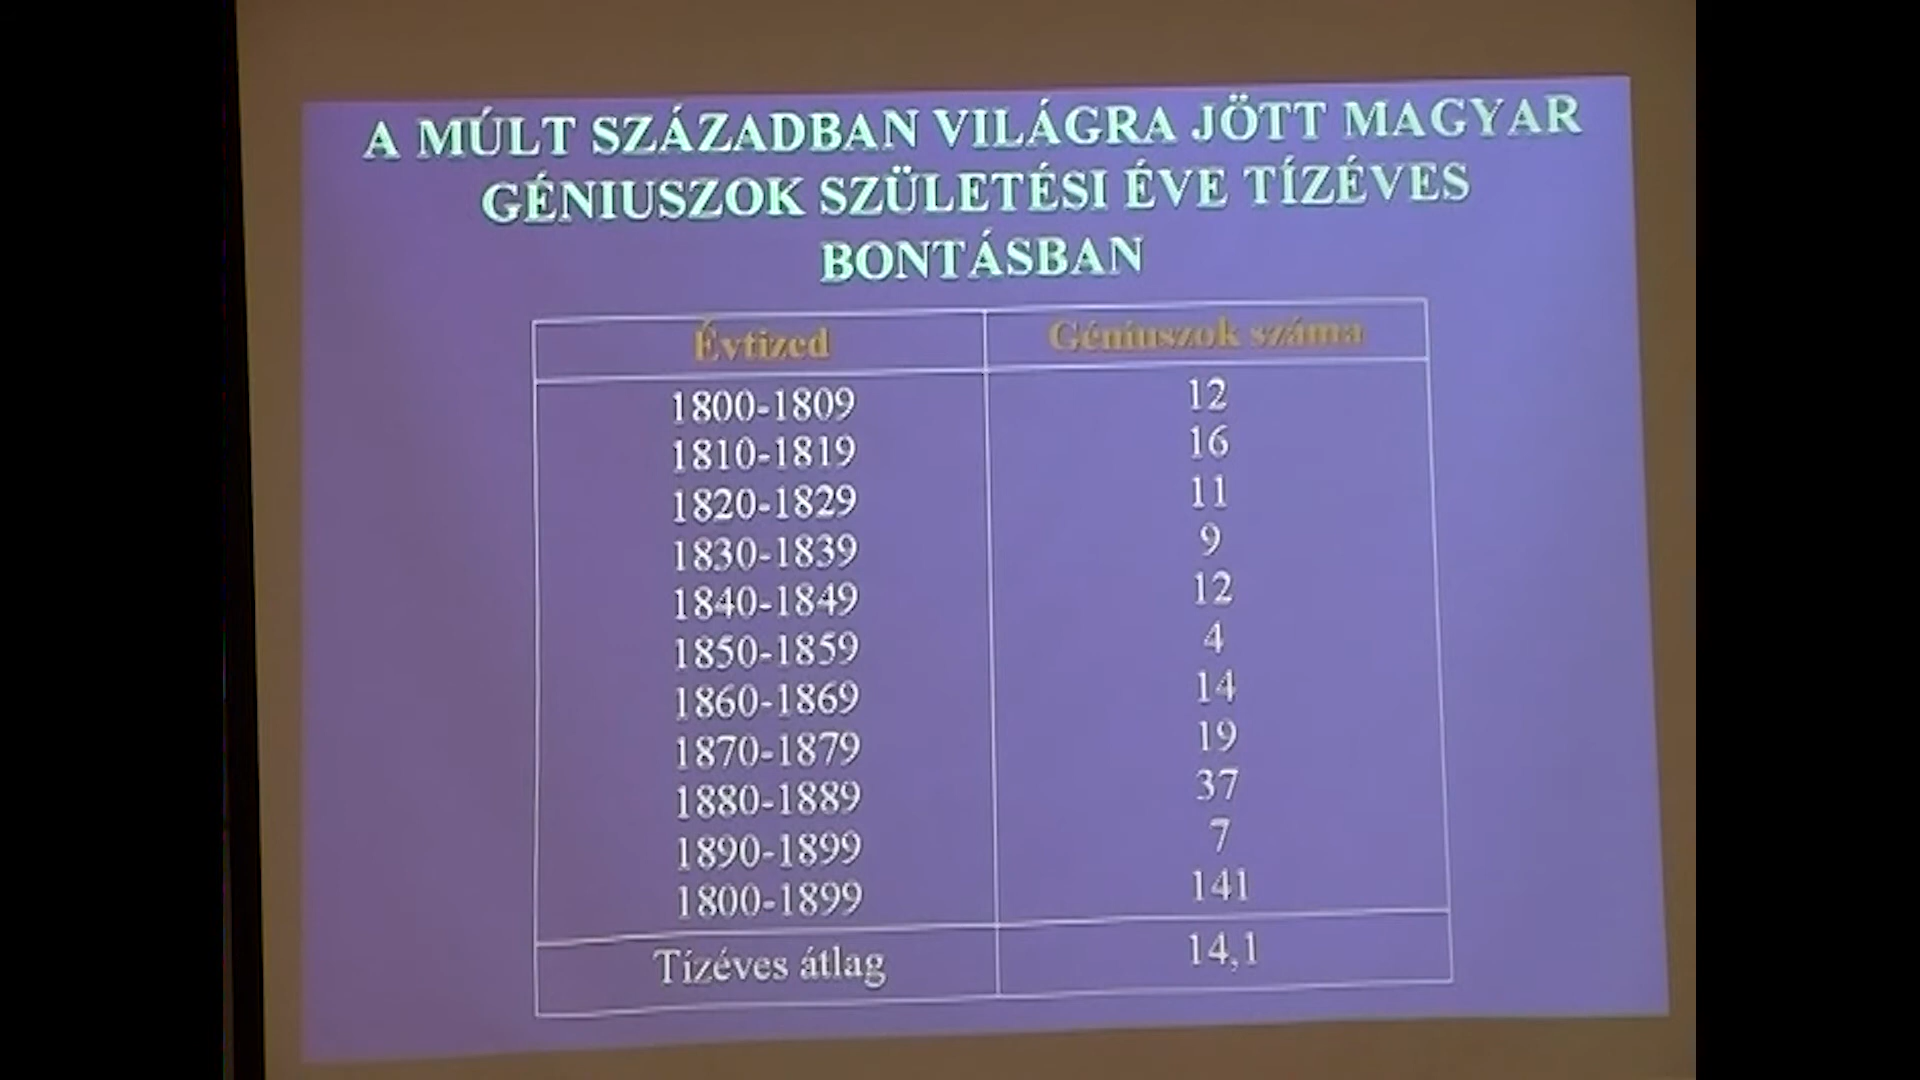 A MÚLT SZÁZADBAN VILÁGRA JÖTT MAGYAR
GÉNIUSZOK SZÜLETÉSI ÉVE TÍZÉVES
BONTÁSBAN
Évtized Géniuszok száma
1800-1809 12
1810-1819 16
1820-1829 11
1830-1839 9
1840-1849 12
1850-1859 4
1860-1869 14
1870-1879 19
1880-1889 37
1890-1899 7
1800-1899 141
Tízéves átlag 14,1